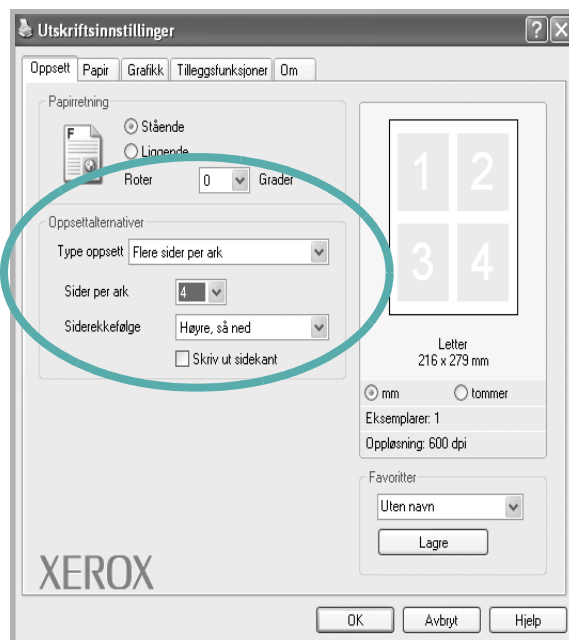 Utskriftsinnstillinger
Oppsett Papir Grafikk Tilleggsfunksjoner Om
Papirretning
F
Stående
Liggende
Roter 0 Grader
Oppsettalternativer
Type oppsett Flere sider per ark
Sider per ark 4
Siderekkefølge Høyre, så ned
Skriv ut sidekant
1 2
3 4
Letter
216 x 279 mm
mm tommer
Eksemplarer: 1
Oppløsning: 600 dpi
Favoritter
Uten navn
Lagre
XEROX
OK Avbryt Hjelp